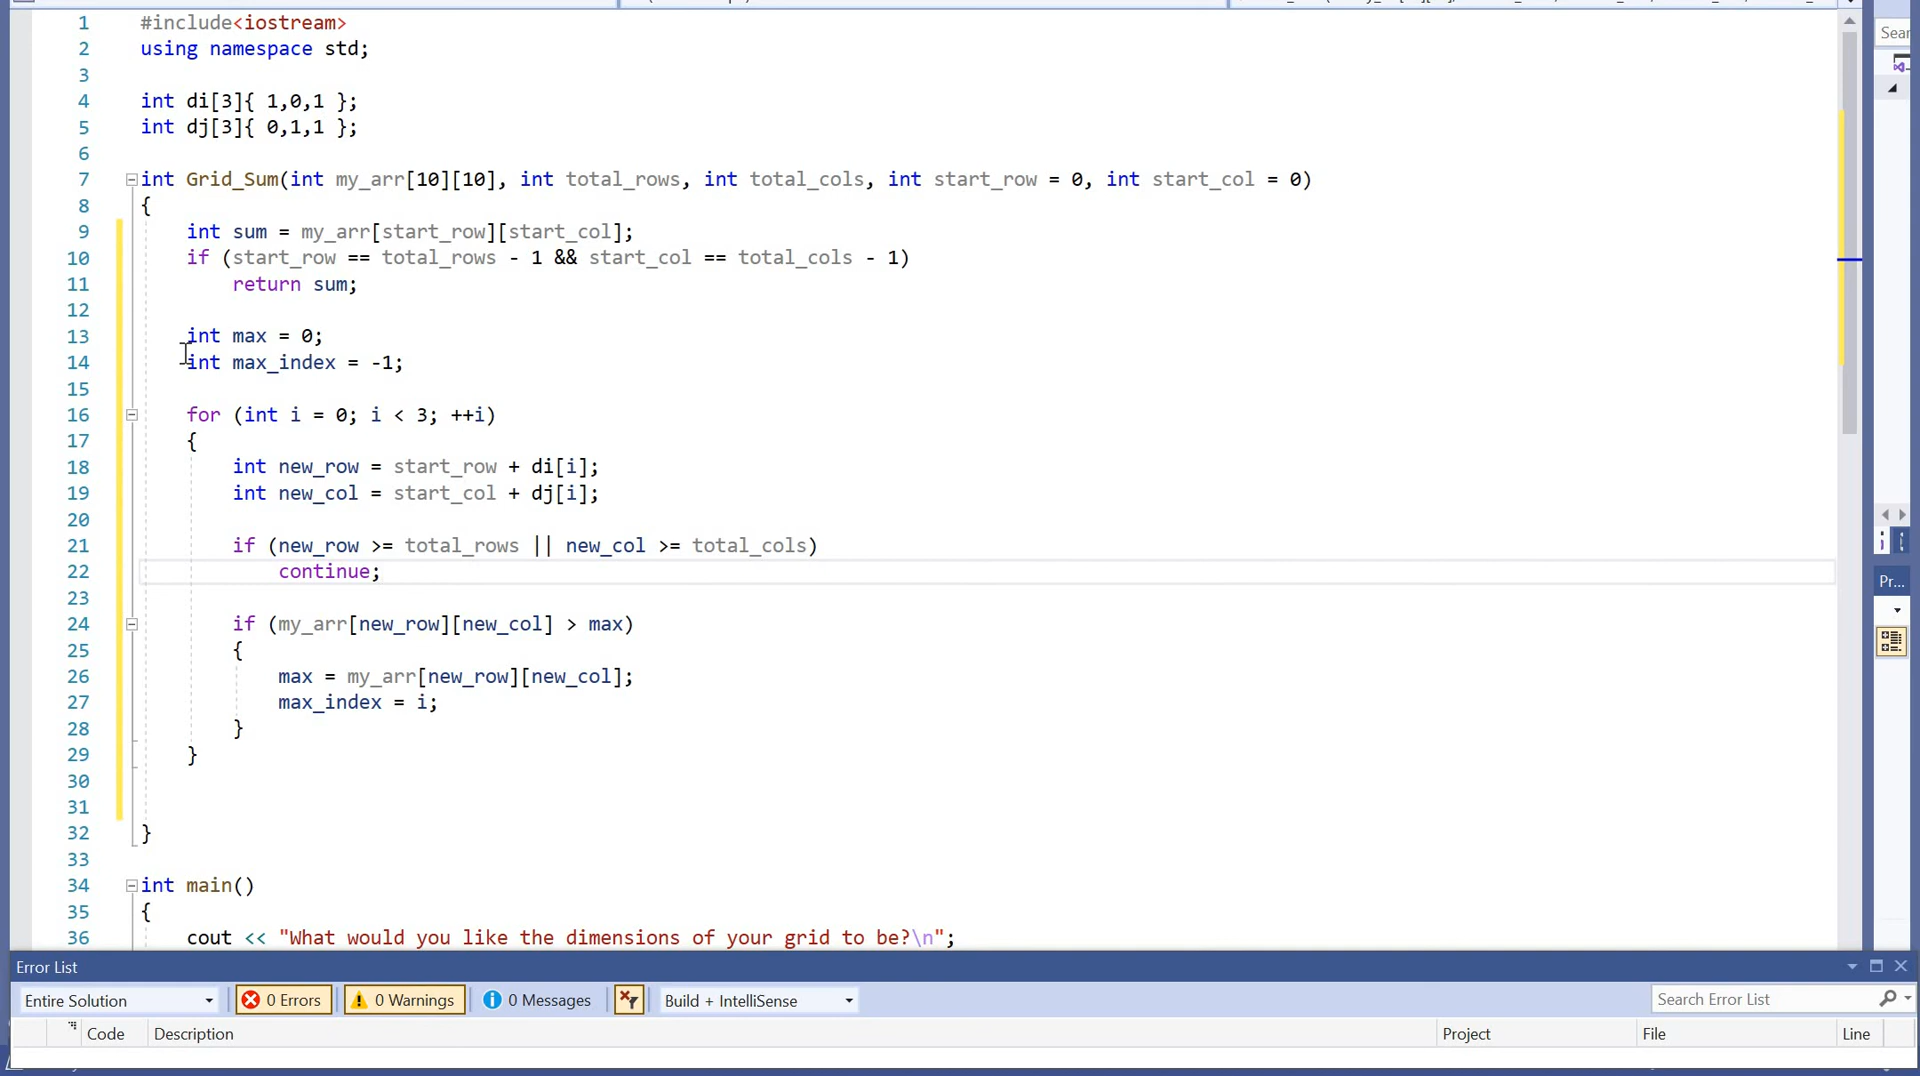 1 #include<iostream>
2 using namespace std;
3
4 int di[3]{ 1,0,1 };
5 int dj[3]{ 0,1,1 };
6
7 int Grid_Sum(int my_arr[10][10], int total_rows, int total_cols, int start_row = 0, int start_col = 0)
8 {
9 int sum = my_arr[start_row][start_col];
10 if (start_row == total_rows - 1 && start_col == total_cols - 1)
11 return sum;
12
13 int max = 0;
14 int max_index = -1;
15
16 for (int i = 0; i < 3; ++i)
17 {
18 int new_row = start_row + di[i];
19 int new_col = start_col + dj[i];
20
21 if (new_row >= total_rows || new_col >= total_cols)
22 continue;
23
24 if (my_arr[new_row][new_col] > max)
25 {
26 max = my_arr[new_row][new_col];
27 max_index = i;
28 }
29 }
30
31
32 }
33
34 int main()
35 {
36 cout << "What would you like the dimensions of your grid to be?\n";
Sear
Pr...
Error List
Entire Solution 0 Errors 0 Warnings 0 Messages Build + IntelliSense Search Error List
Code Description Project File Line